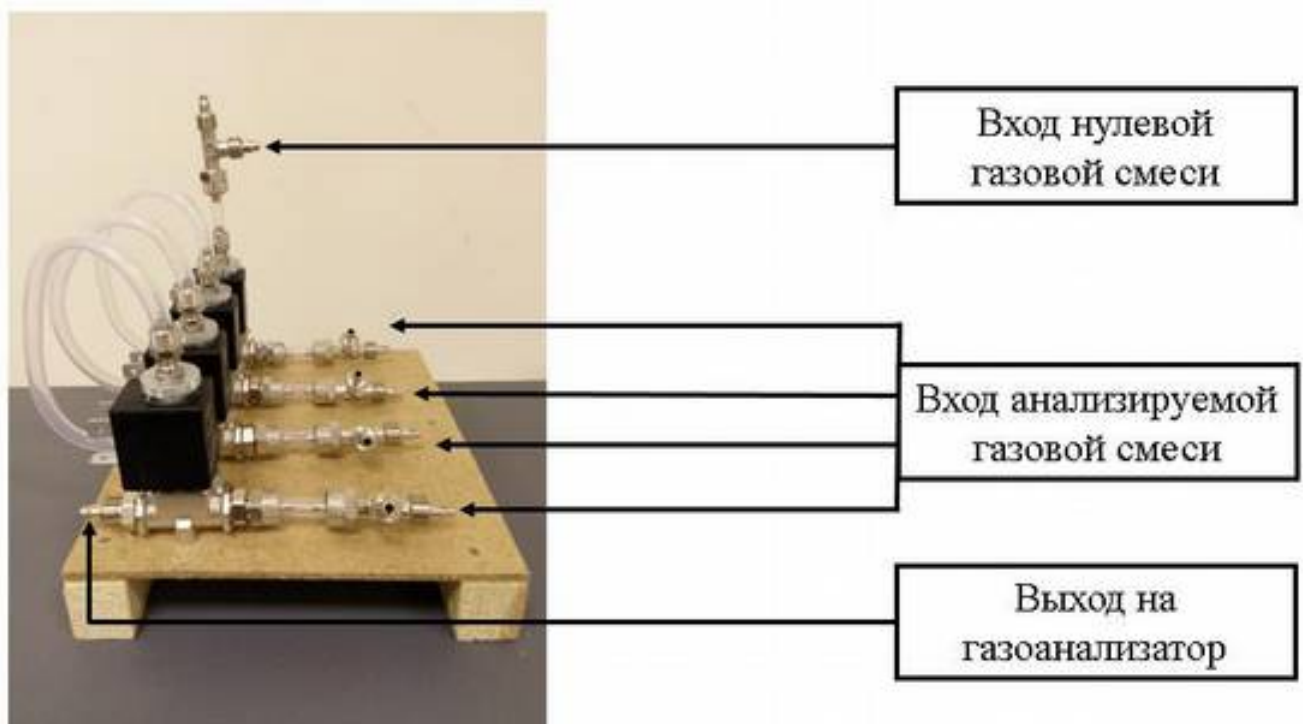 Вход нулевой
газовой смеси
Вход анализируемой
газовой смеси
Выход на
газоанализатор